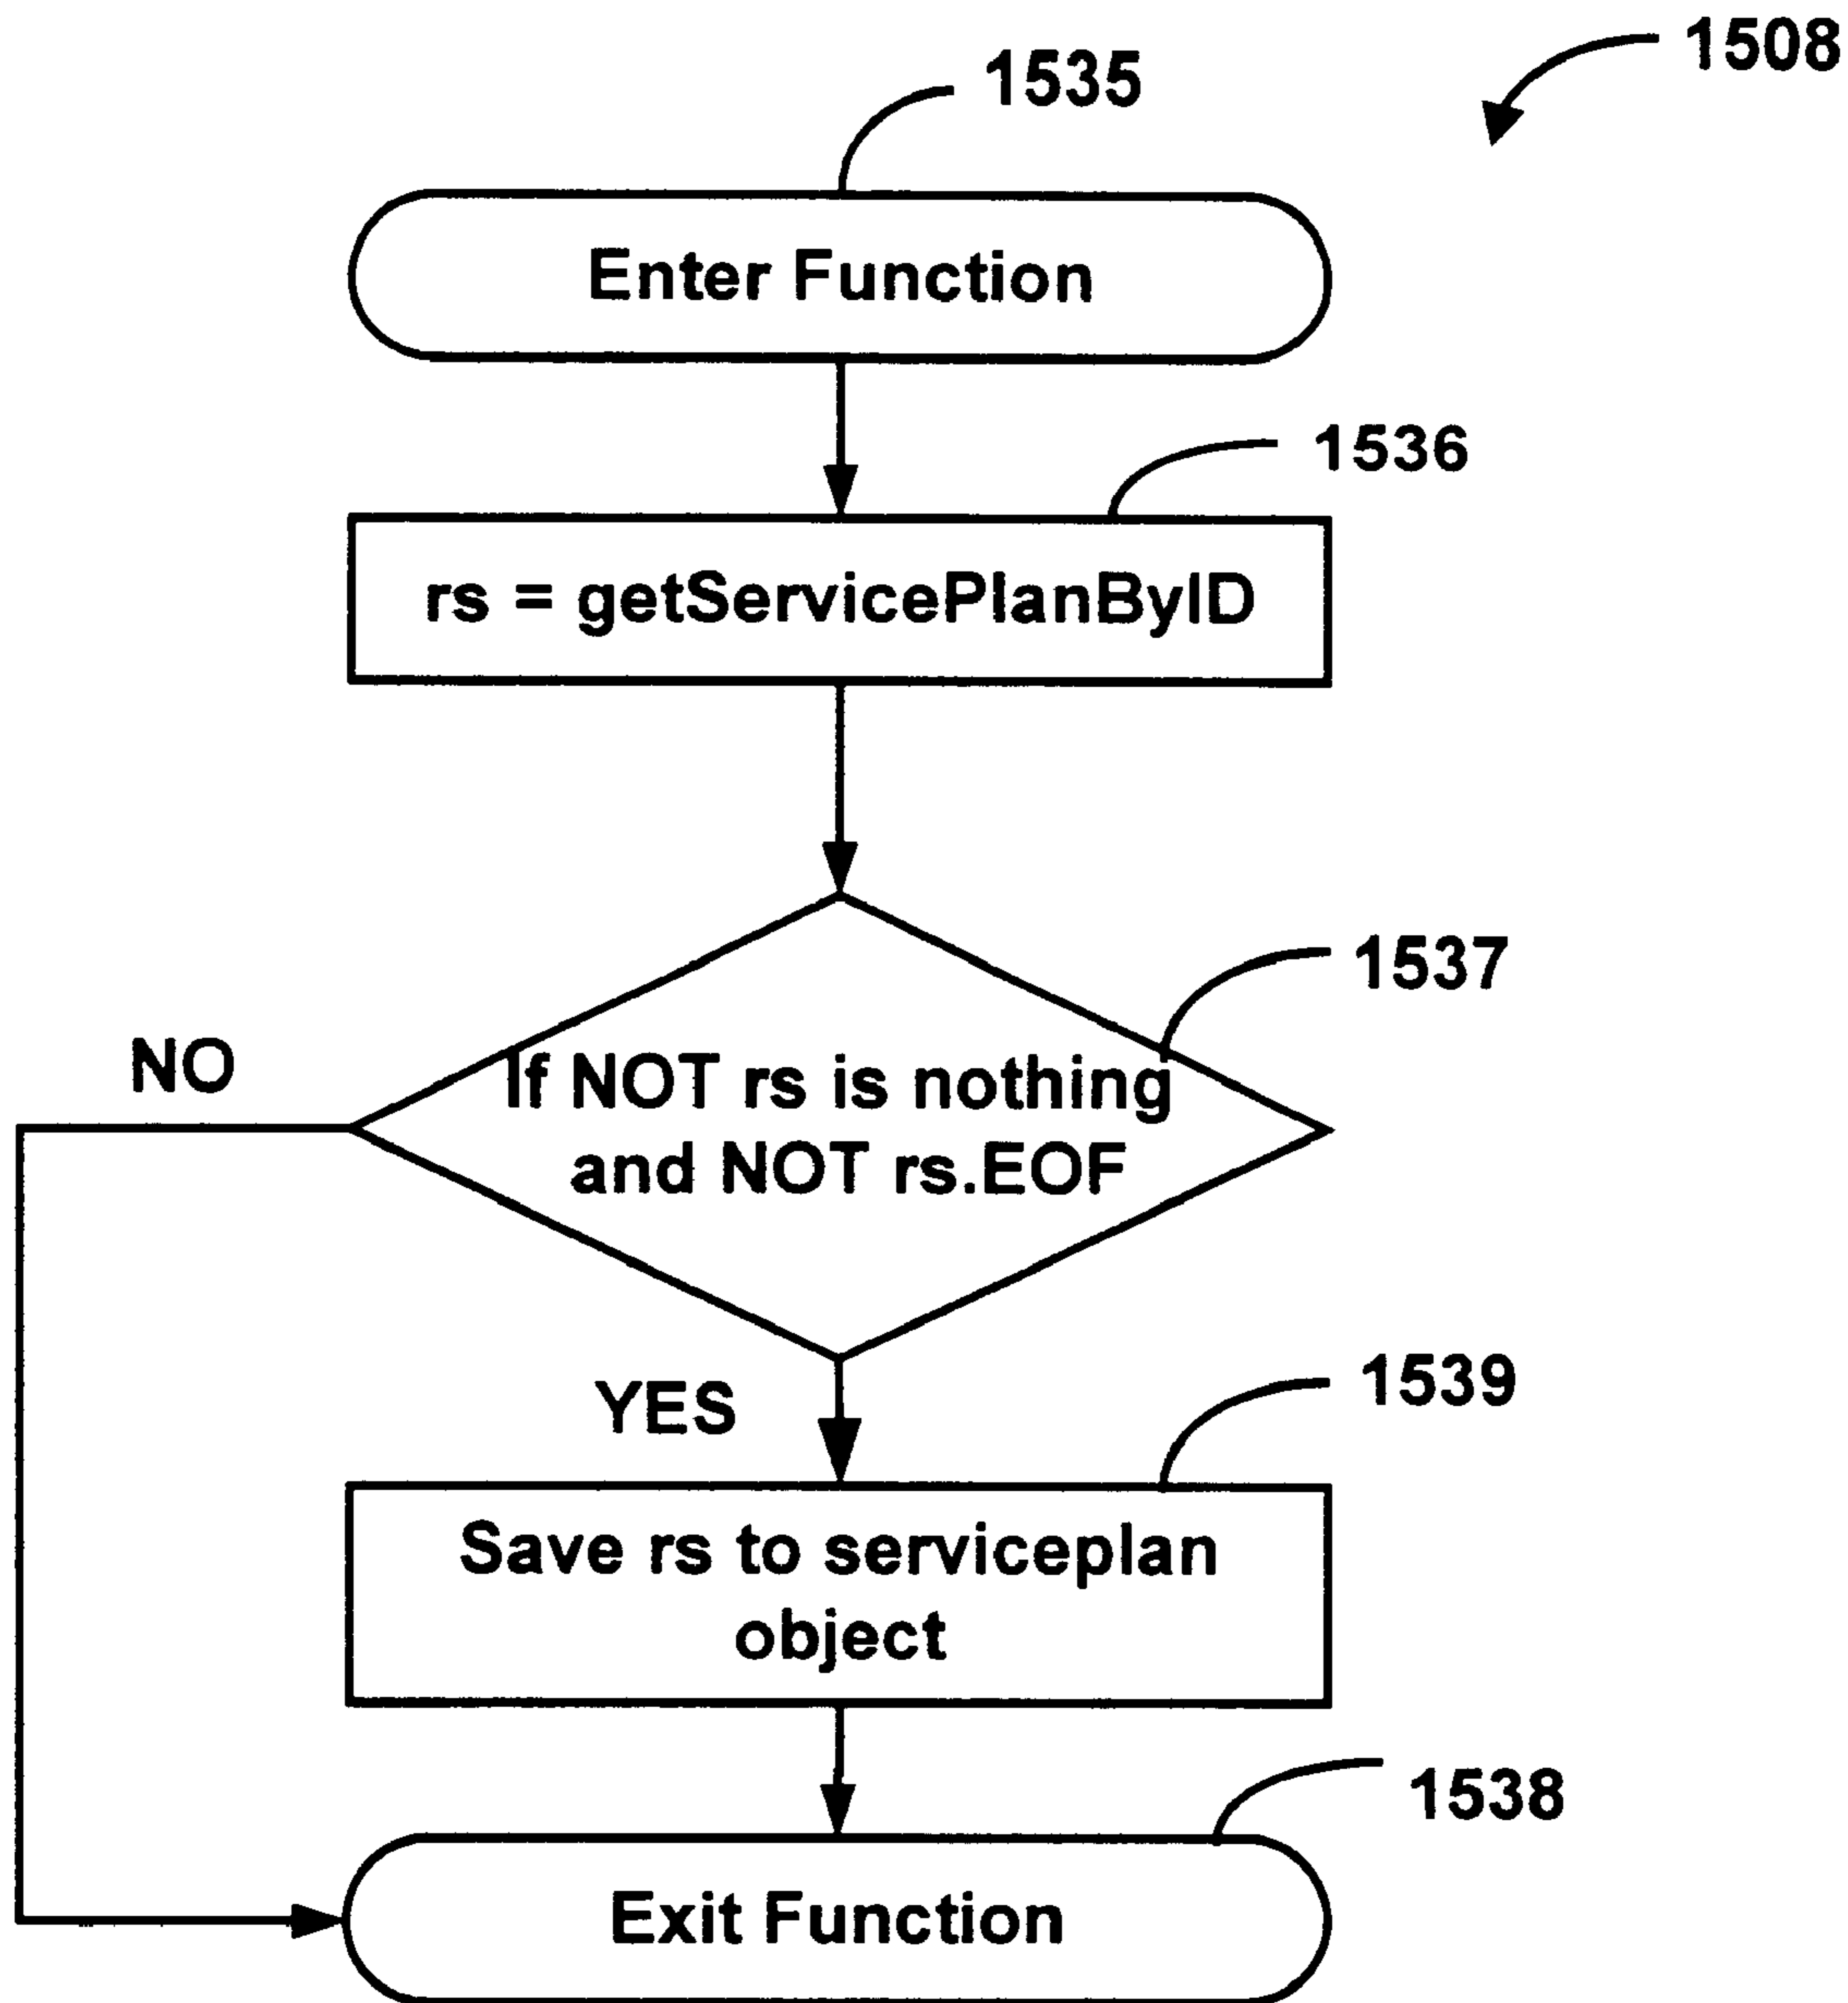 1508
1535
Enter Function
1536
rs = getServicePlanByID
1537
NO
If NOT rs is nothing
and NOT rs.EOF
YES
1539
Save rs to serviceplan
object
1538
Exit Function